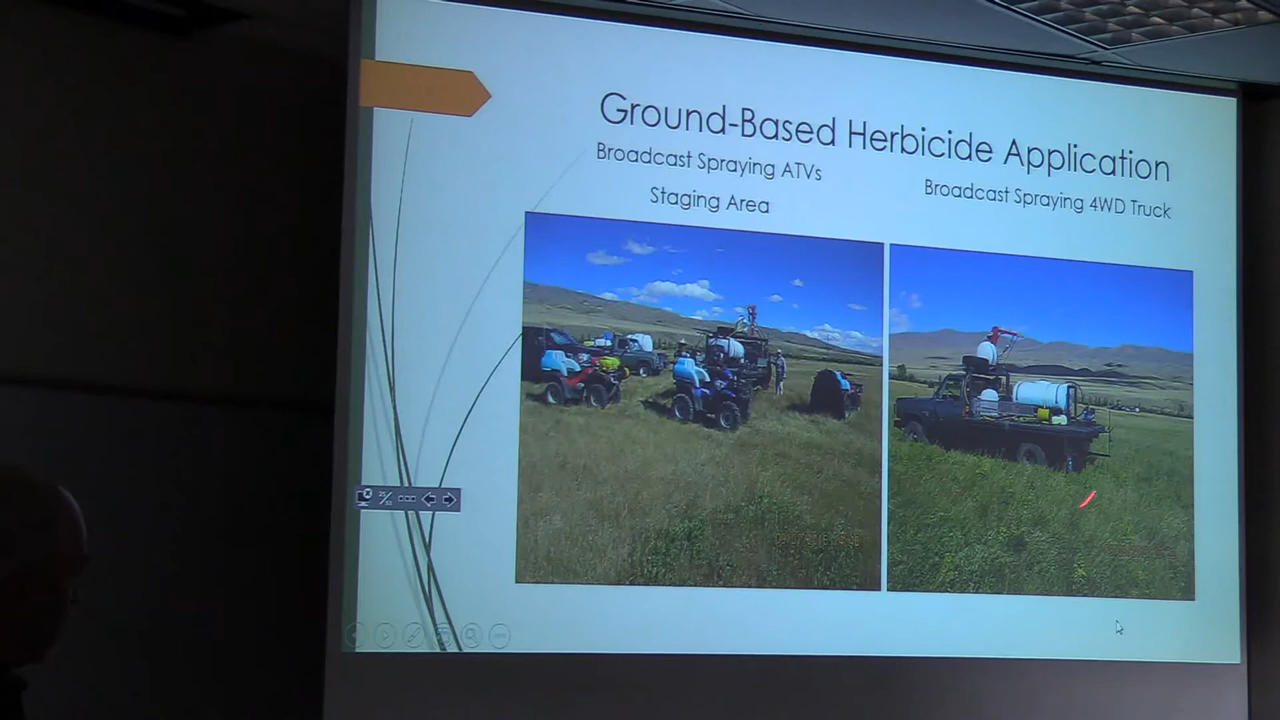 Ground-Based Herbicide Application
Broadcast Spraying ATVs
Staging Area
Broadcast Spraying 4WD Truck